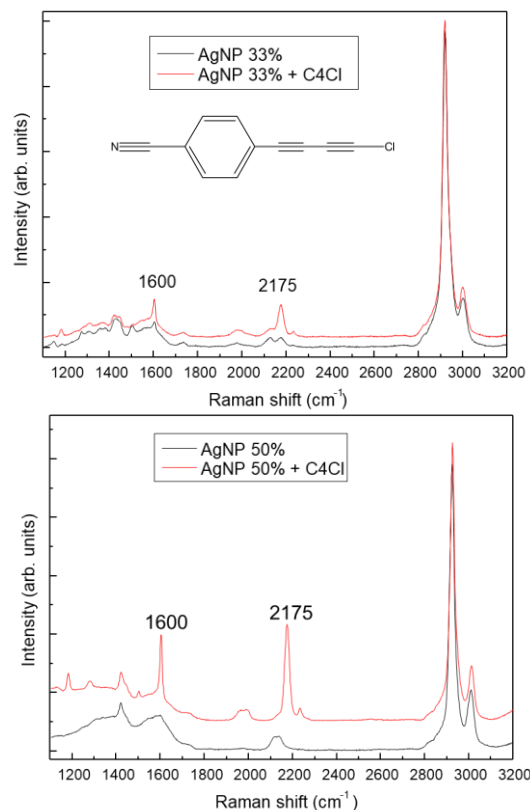 AgNP 33%
AgNP 33% + C4Cl
N
Cl
1600
2175
Intensity (arb. units)
1200 1400 1600 1800 2000 2200 2400 2600 2800 3000 3200
Raman shift (cm⁻¹)
AgNP 50%
AgNP 50% + C4Cl
1600
2175
Intensity (arb. units)
1200 1400 1600 1800 2000 2200 2400 2600 2800 3000 3200
Raman shift (cm⁻¹)